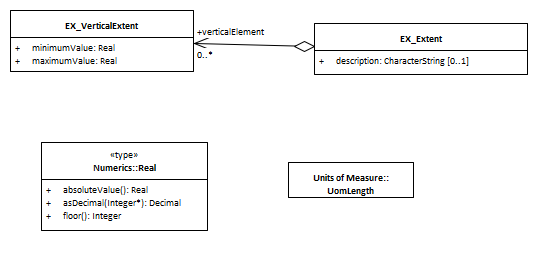 EX_VerticalExtent
+ minimumValue: Real
+ maximumValue: Real
+verticalElement
0..*
EX_Extent
+ description: CharacterString [0..1]
«type»
Numerics::Real
+ absoluteValue(): Real
+ asDecimal(Integer*): Decimal
+ floor(): Integer
Units of Measure::
UomLength